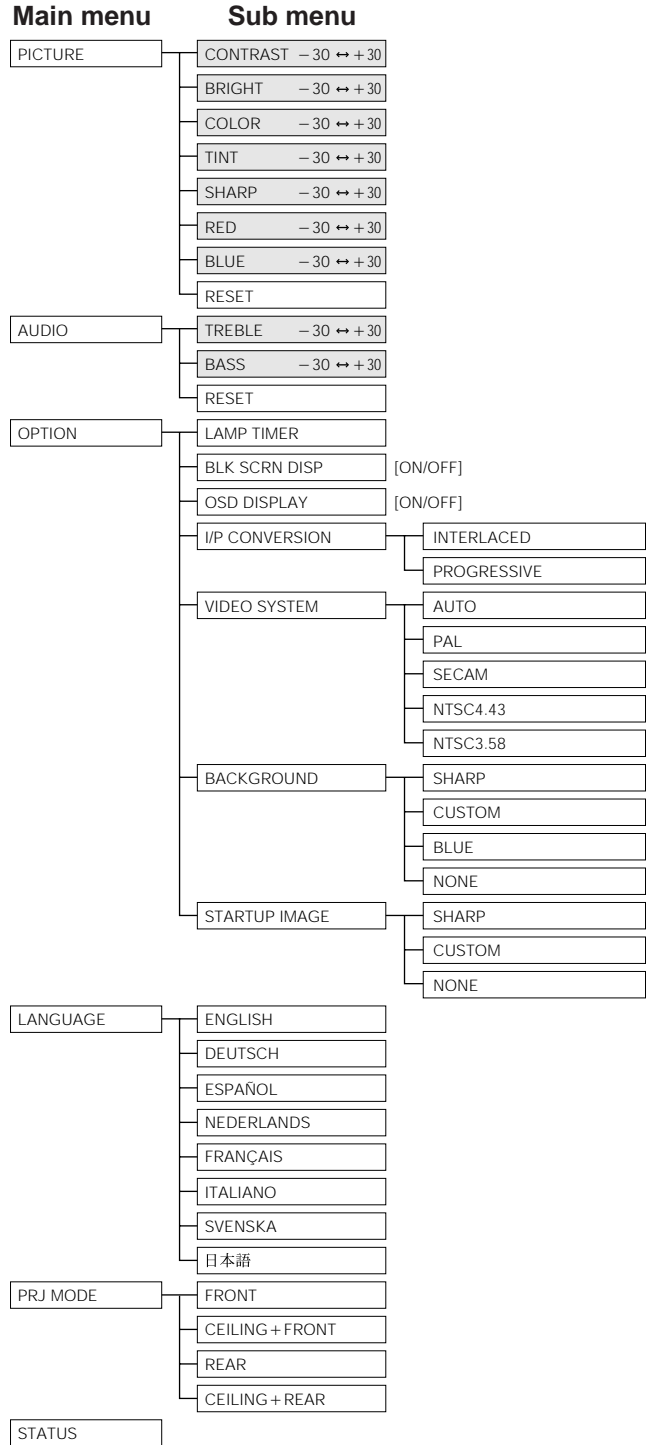 Main menu Sub menu
PICTURE CONTRAST −30 ↔ +30
BRIGHT −30 ↔ +30
COLOR −30 ↔ +30
TINT −30 ↔ +30
SHARP −30 ↔ +30
RED −30 ↔ +30
BLUE −30 ↔ +30
RESET
AUDIO TREBLE −30 ↔ +30
BASS −30 ↔ +30
RESET
OPTION LAMP TIMER
BLK SCRN DISP [ON/OFF]
OSD DISPLAY [ON/OFF]
I/P CONVERSION INTERLACED
PROGRESSIVE
VIDEO SYSTEM AUTO
PAL
SECAM
NTSC4.43
NTSC3.58
BACKGROUND SHARP
CUSTOM
BLUE
NONE
STARTUP IMAGE SHARP
CUSTOM
NONE
LANGUAGE ENGLISH
DEUTSCH
ESPAÑOL
NEDERLANDS
FRANÇAIS
ITALIANO
SVENSKA
日本語
PRJ MODE FRONT
CEILING+FRONT
REAR
CEILING+REAR
STATUS